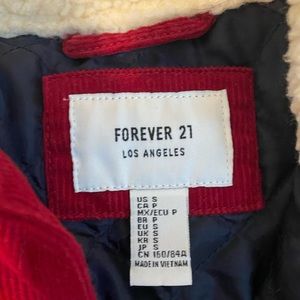 FOREVER 21
LOS ANGELES
US S
CA P
MX/ECU P
BR P
EU S
UK S
KR S
JP S
CN 160/84A
MADE IN VIETNAM